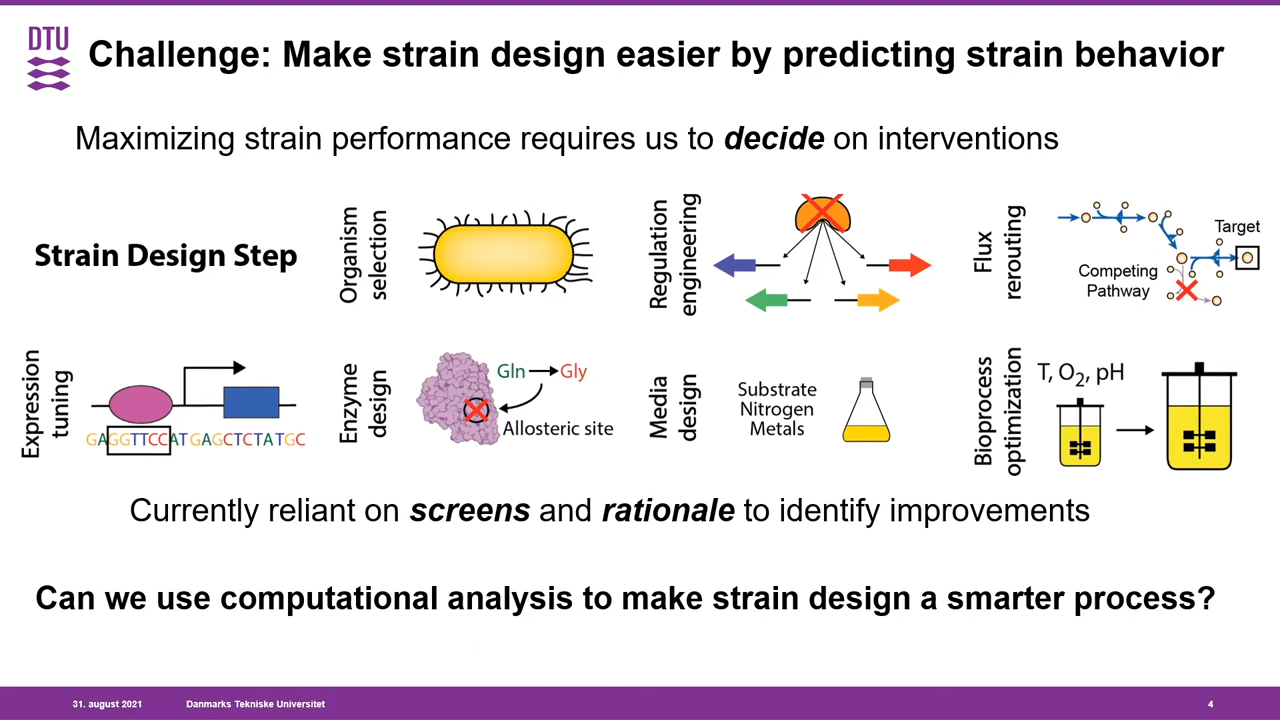 DTU
Challenge: Make strain design easier by predicting strain behavior
Maximizing strain performance requires us to decide on interventions
Strain Design Step
Organism
selection
Regulation
engineering
Flux
rerouting
Target
Competing
Pathway
Expression
tuning
GAGGTTCCATGAGCTCTATGC
Enzyme
design
Gln
Gly
Allosteric site
Media
design
Substrate
Nitrogen
Metals
Bioprocess
optimization
T, O₂, pH
Currently reliant on screens and rationale to identify improvements
Can we use computational analysis to make strain design a smarter process?
31. august 2021
Danmarks Tekniske Universitet
4